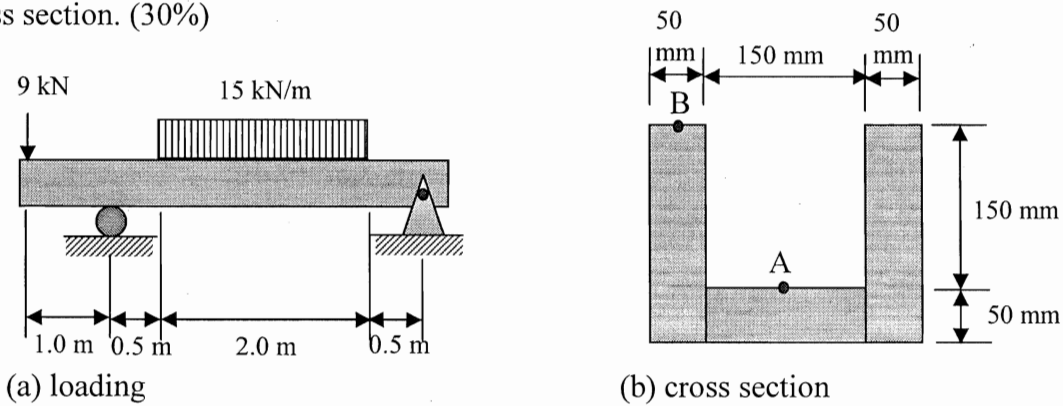 ss section. (30%)
9 kN
15 kN/m
1.0 m 0.5 m 2.0 m 0.5 m
(a) loading
50
mm
150 mm
50
mm
B
A
150 mm
50 mm
(b) cross section